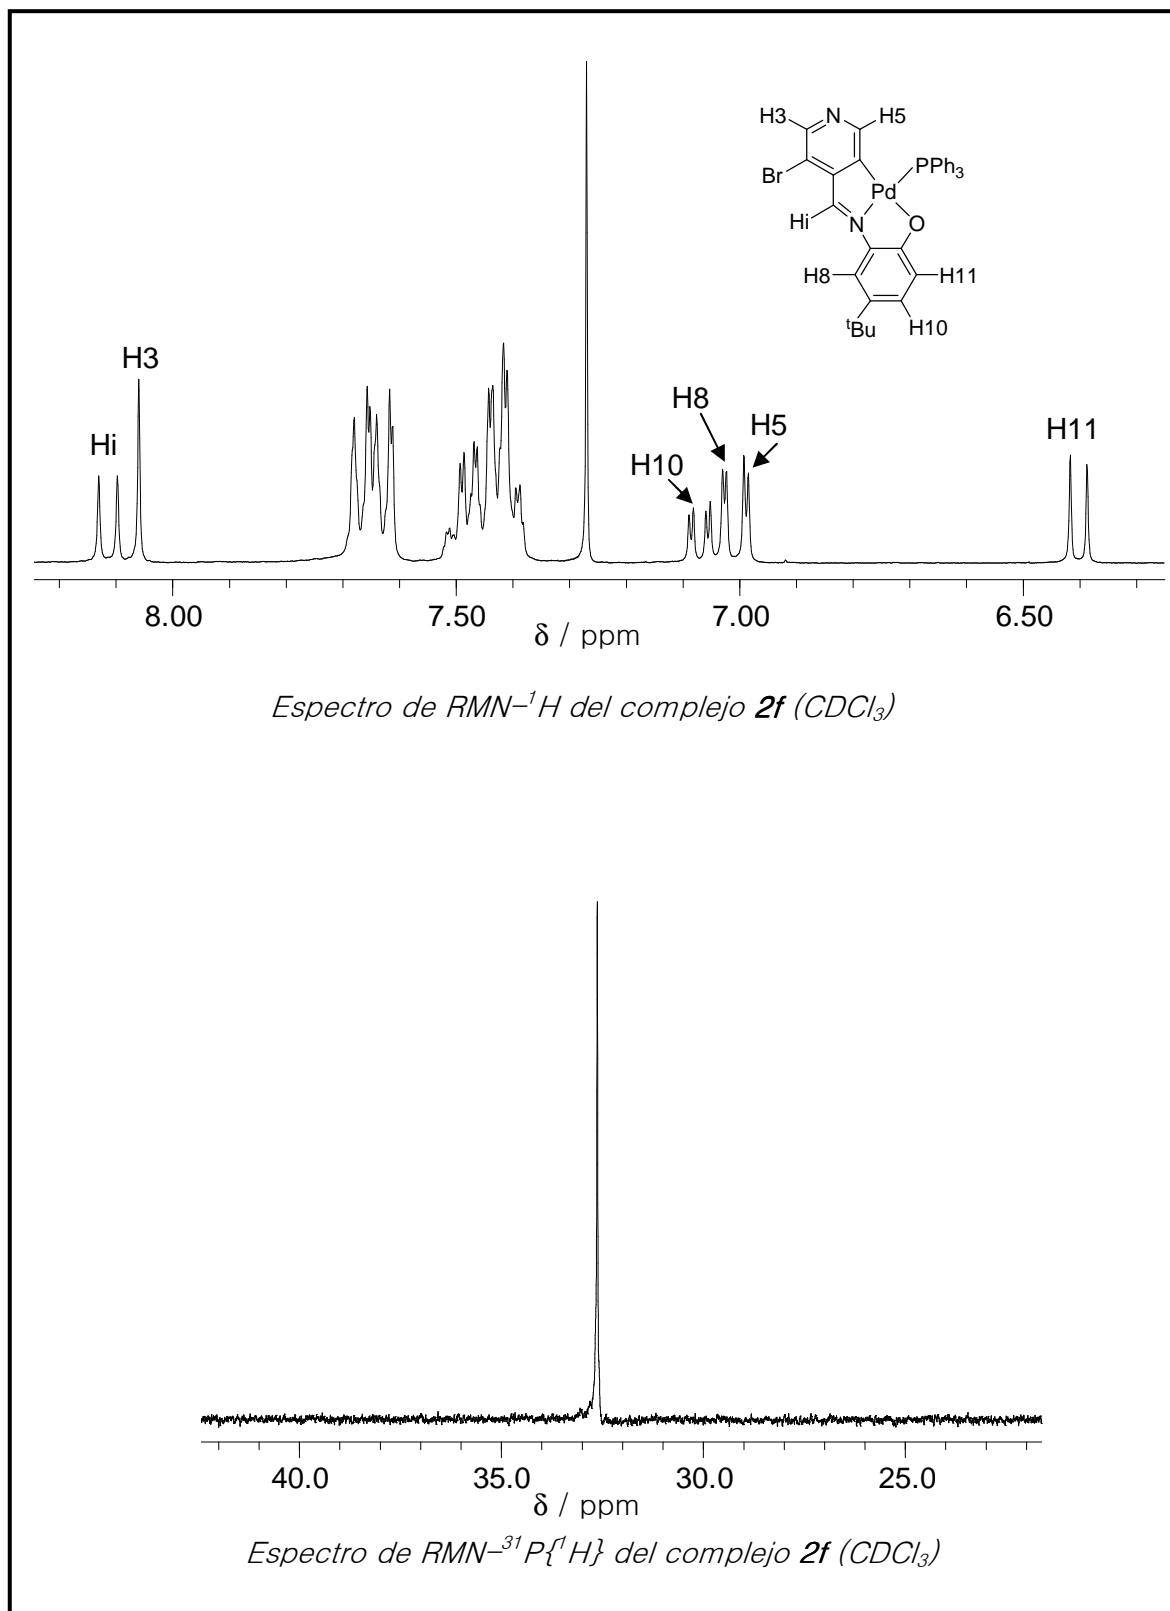 H3 N H5
Br Pd PPh3
Hi N O
H8 H11
tBu H10
H3
Hi
H8
H5
H10
H11
8.00 7.50 7.00 6.50
δ / ppm
Espectro de RMN–1H del complejo 2f (CDCl3)
40.0 35.0 30.0 25.0
δ / ppm
Espectro de RMN–31P{1H} del complejo 2f (CDCl3)